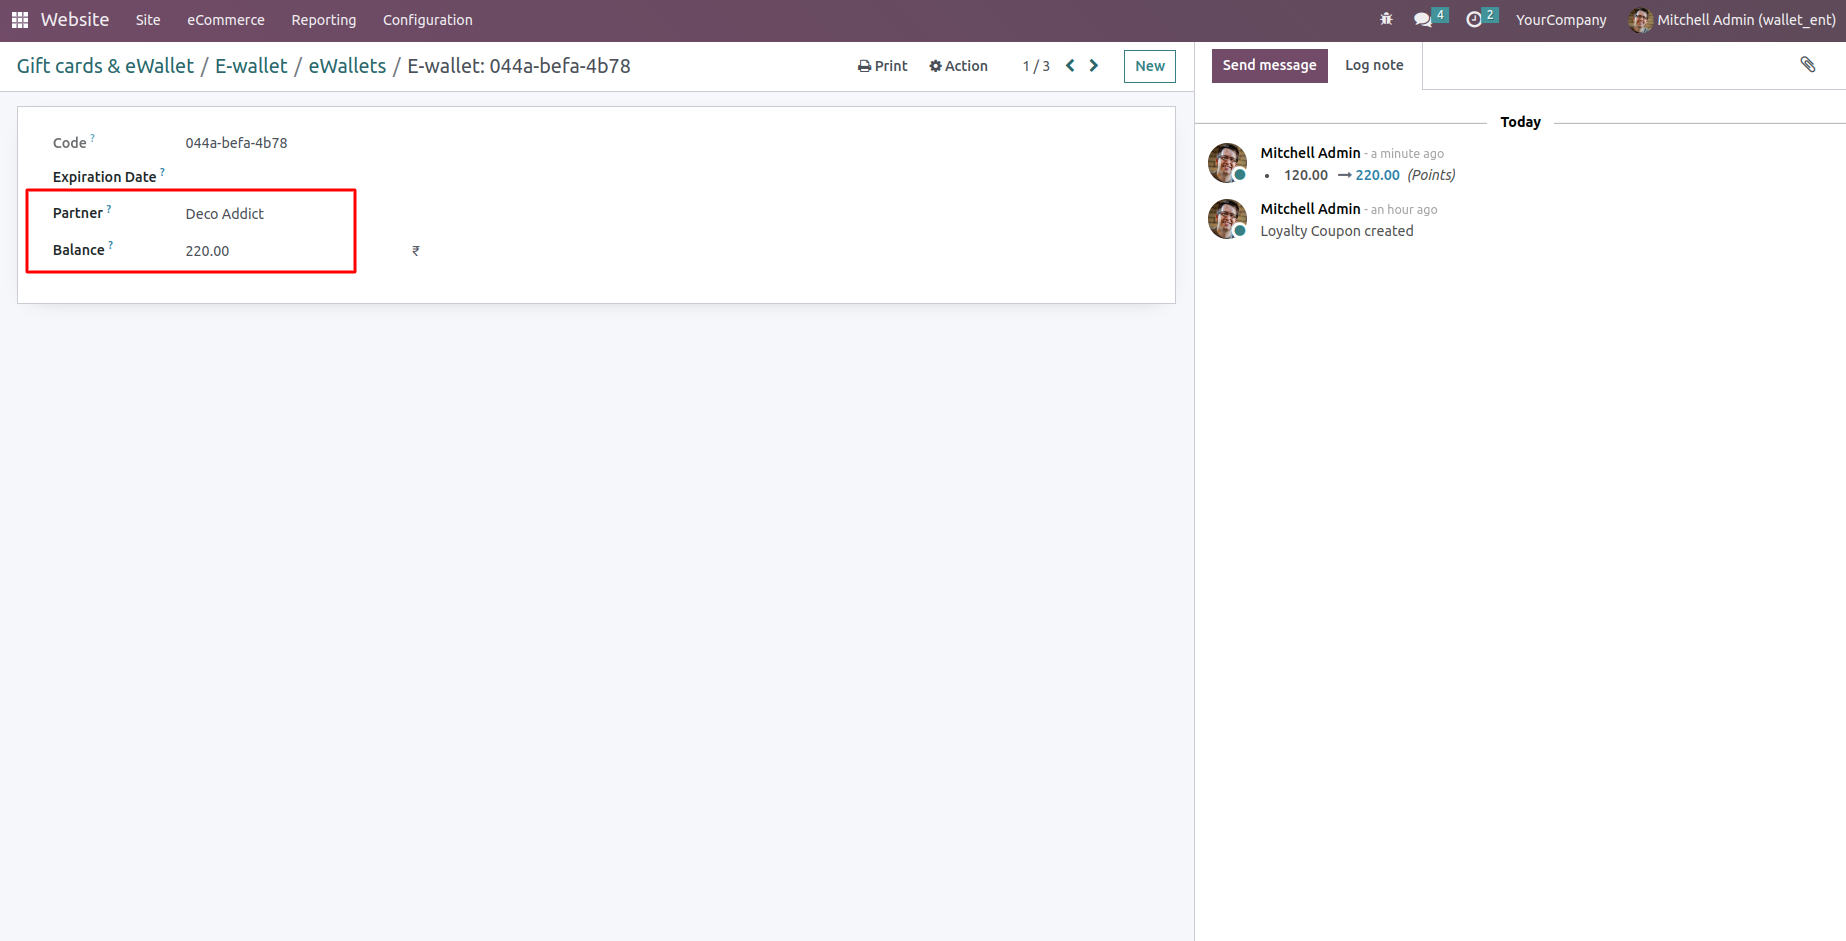 Website Site eCommerce Reporting Configuration 4 2 YourCompany Mitchell Admin (wallet_ent)
Gift cards & eWallet / E-wallet / eWallets / E-wallet: 044a-befa-4b78 Print Action 1 / 3 New Send message Log note
Code ? 044a-befa-4b78
Expiration Date ?
Partner ? Deco Addict
Balance ? 220.00 ₹
Today
Mitchell Admin - a minute ago
• 120.00 → 220.00 (Points)
Mitchell Admin - an hour ago
Loyalty Coupon created